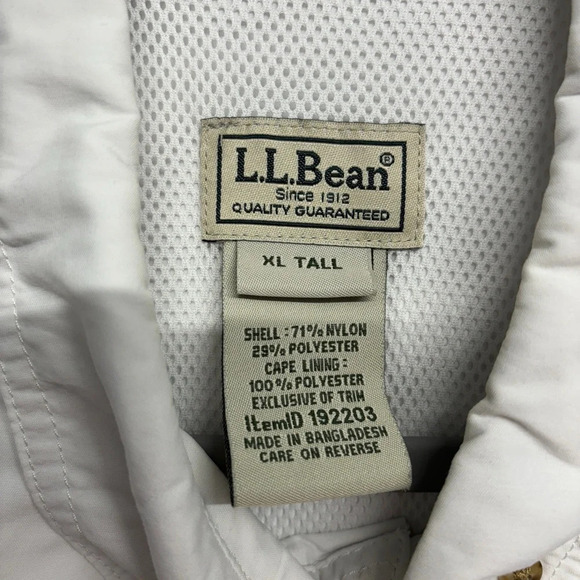 L.L.Bean®
Since 1912
QUALITY GUARANTEED
XL TALL
SHELL : 71% NYLON
29% POLYESTER
CAPE LINING :
100% POLYESTER
EXCLUSIVE OF TRIM
ItemID 192203
MADE IN BANGLADESH
CARE ON REVERSE